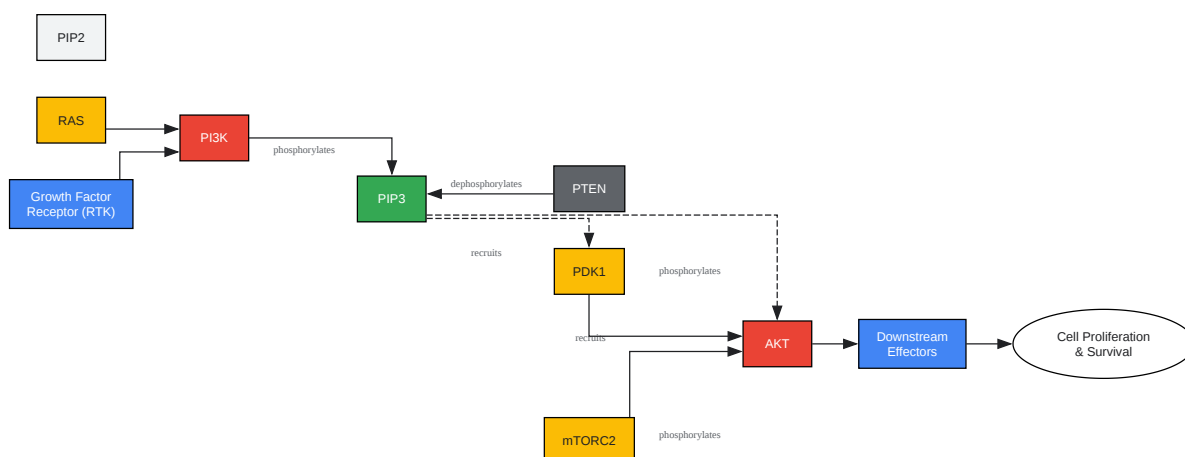 PIP2
RAS
PI3K
phosphorylates
Growth Factor
Receptor (RTK)
PIP3
dephosphorylates
PTEN
recruits
PDK1
phosphorylates
recruits
AKT
Downstream
Effectors
Cell Proliferation
& Survival
mTORC2
phosphorylates